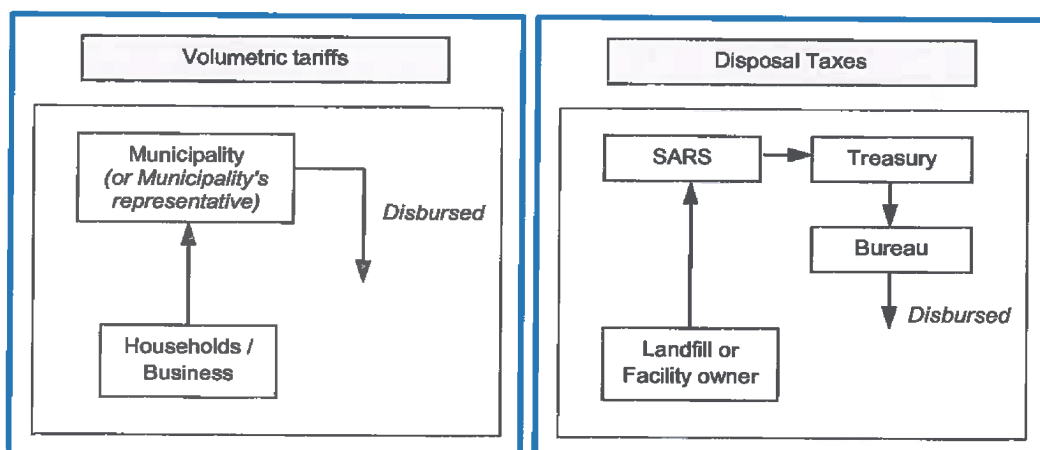 Volumetric tariffs
Municipality
(or Municipality's
representative)
Disbursed
Households /
Business
Disposal Taxes
SARS
Treasury
Bureau
Disbursed
Landfill or
Facility owner